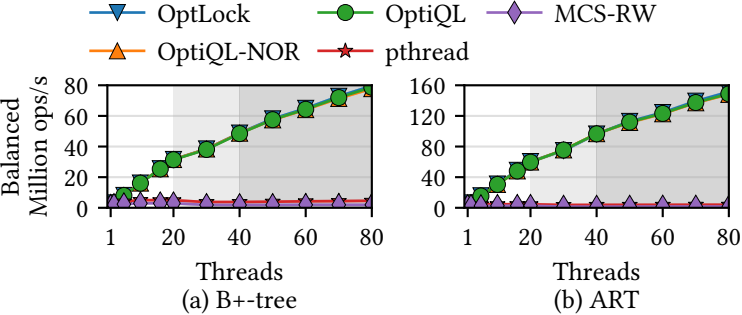 OptLock OptiQL MCS-RW
OptiQL-NOR pthread
Balanced
Million ops/s
80
60
40
20
0
1 20 40 60 80
Threads
(a) B+-tree
160
120
80
40
0
1 20 40 60 80
Threads
(b) ART